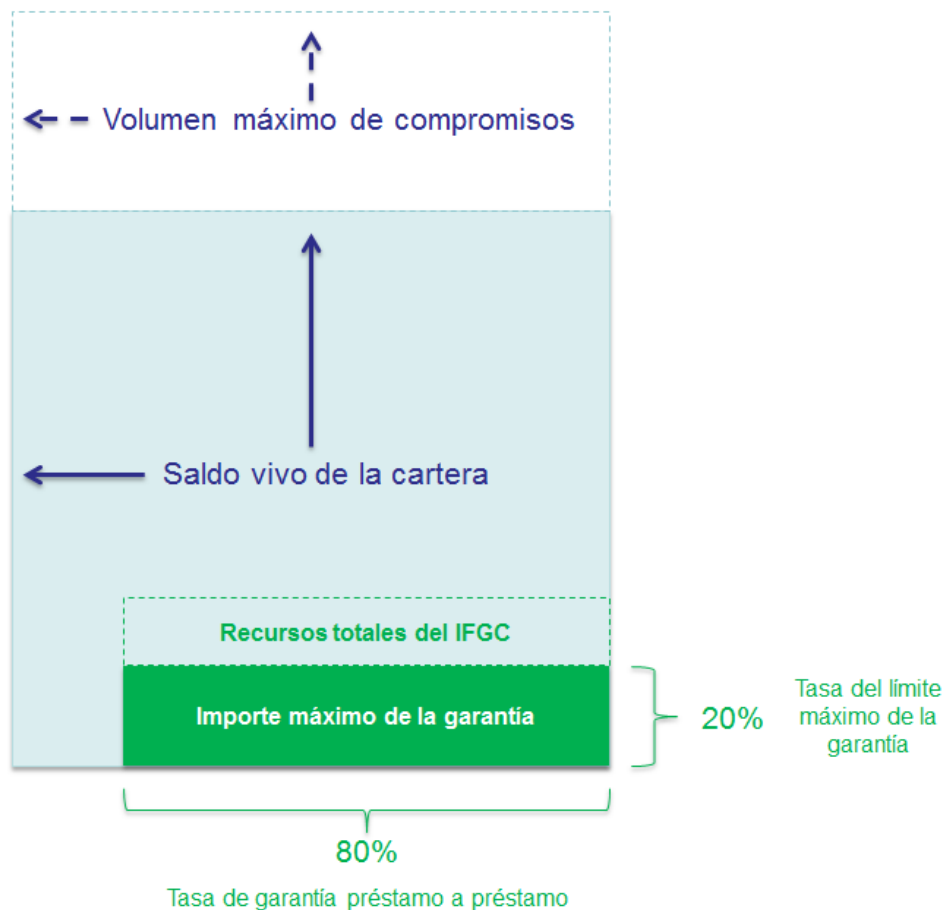 Volumen máximo de compromisos
Saldo vivo de la cartera
Recursos totales del IFGC
Importe máximo de la garantía
20%
Tasa del límite
máximo de la
garantía
80%
Tasa de garantía préstamo a préstamo